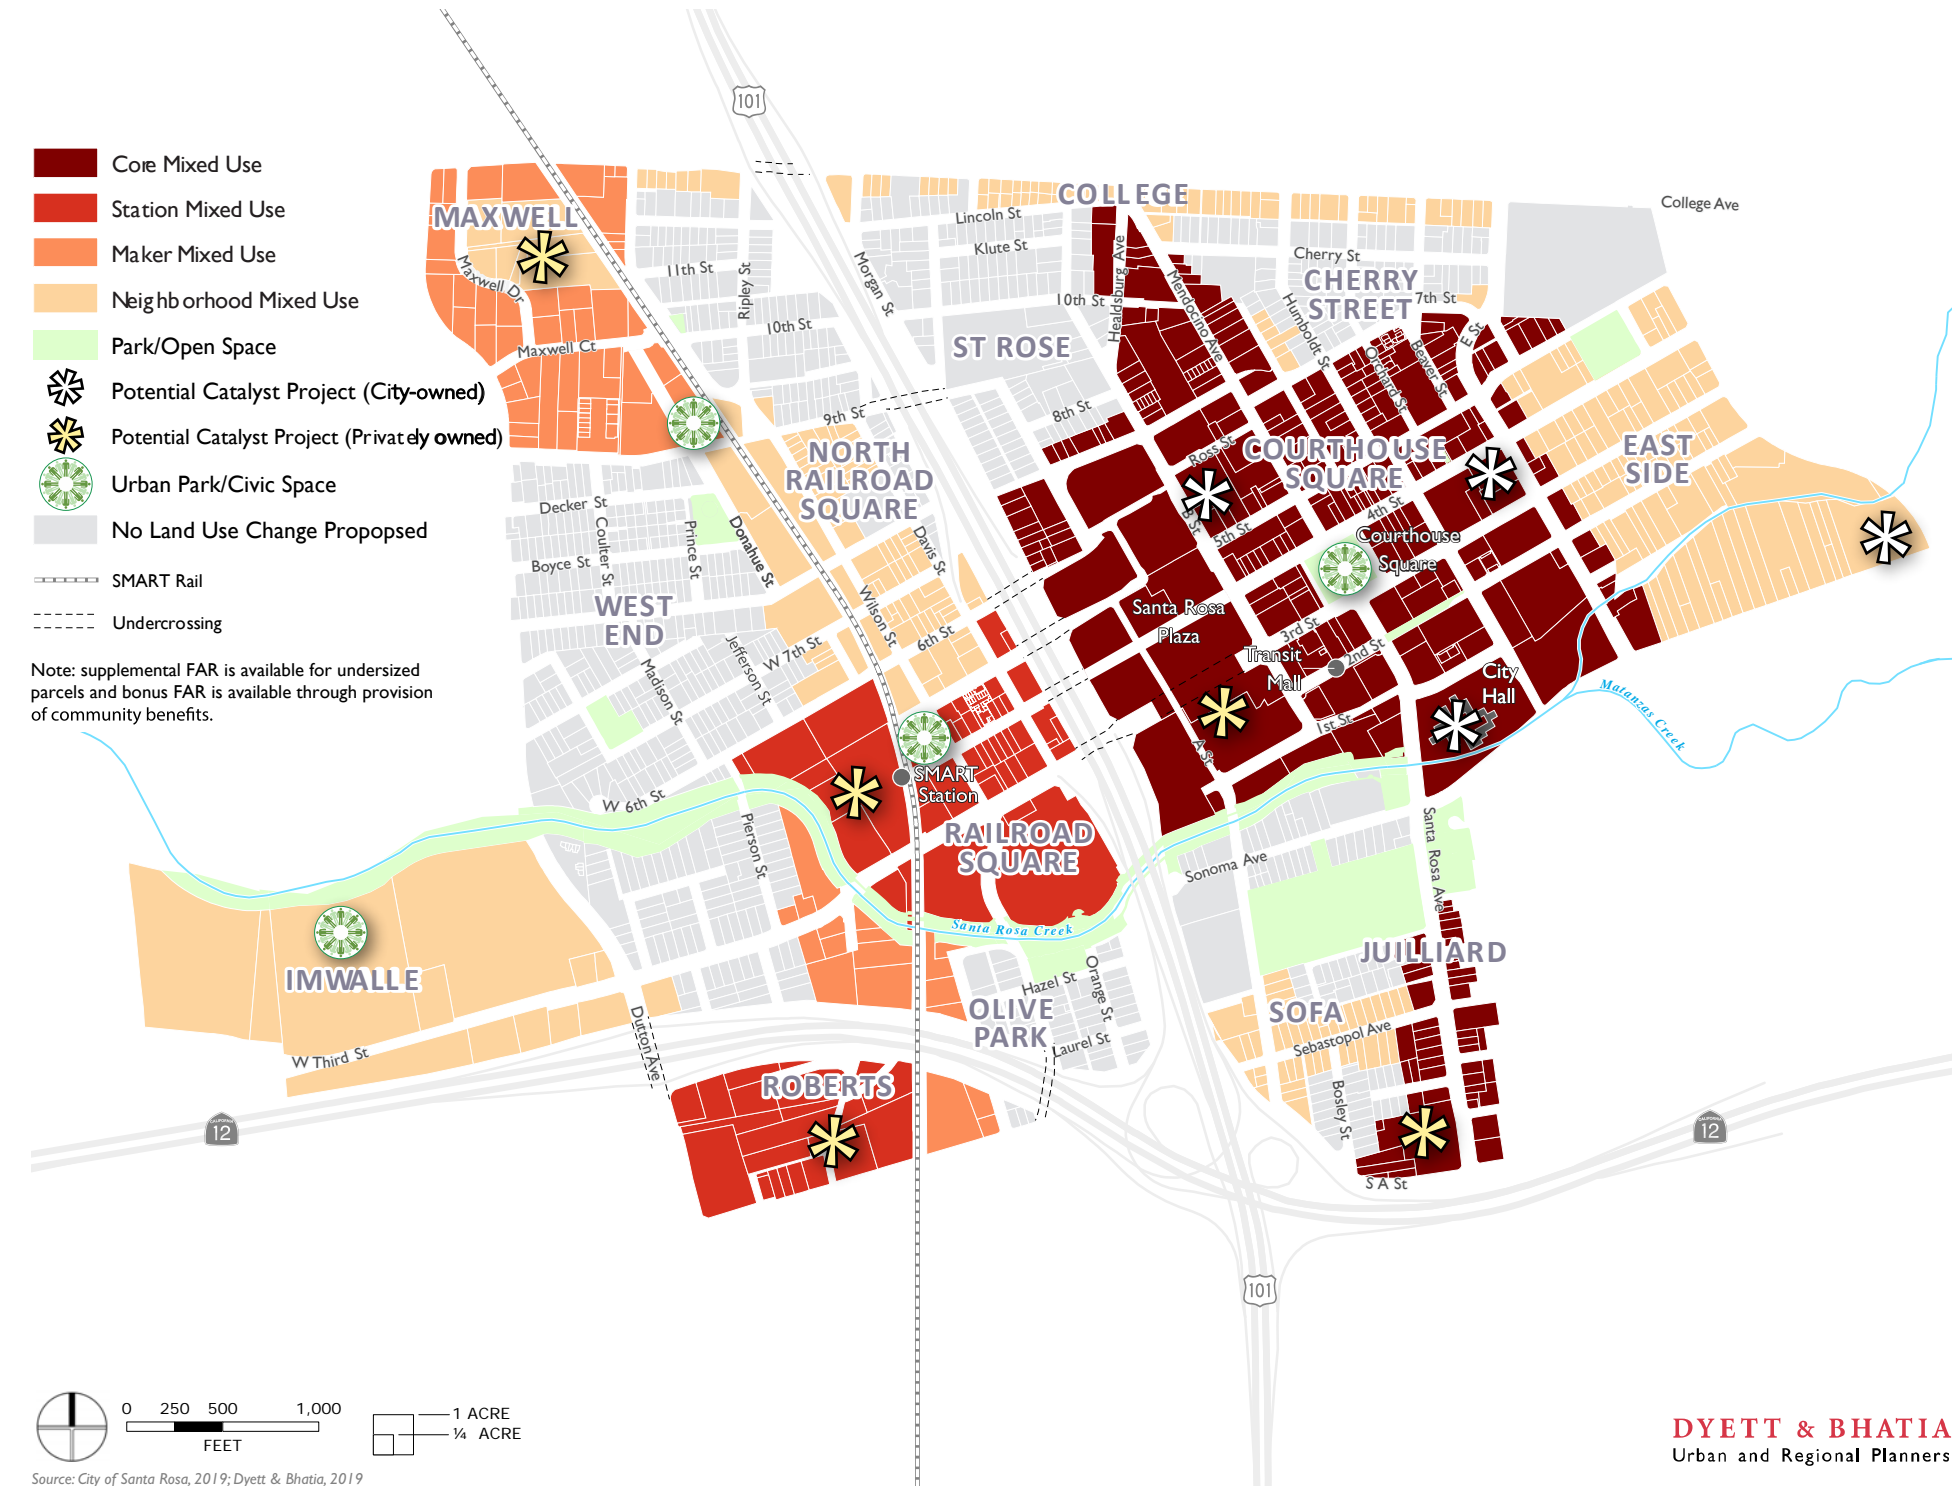 101
Core Mixed Use
Station Mixed Use
Maker Mixed Use
Neighborhood Mixed Use
Park/Open Space
Potential Catalyst Project (City-owned)
Potential Catalyst Project (Privately owned)
Urban Park/Civic Space
No Land Use Change Propopsed
SMART Rail
Undercrossing
Note: supplemental FAR is available for undersized
parcels and bonus FAR is available through provision
of community benefits.
MAXWELL
Maxwell Dr
Maxwell Ct
11th St
Ripley St
10th St
9th St
Morgan St
Lincoln St
Klute St
COLLEGE
College Ave
Healdsburg Ave
Mendocino Ave
10th St
ST ROSE
8th St
Cherry St
CHERRY
STREET
7th St
Humboldt St
Orchard St
Beaver St
E St
NORTH
RAILROAD
SQUARE
Ross St
COURTHOUSE
SQUARE
EAST
SIDE
B St
5th St
4th St
Courthouse
Square
Decker St
Coulter St
Prince St
Donahue St
Boyce St
Davis St
WEST
END
Wilson St
6th St
Jefferson St
W 7th St
Madison St
Santa Rosa
Plaza
3rd St
Transit
Mall
2nd St
City
Hall
1st St
A St
Matanzas Creek
SMART
Station
W 6th St
Pierson St
RAILROAD
SQUARE
Sonoma Ave
Santa Rosa Ave
Santa Rosa Creek
IMWALLE
W Third St
Dutton Ave
Hazel St
Orange St
OLIVE
PARK
Laurel St
JUILLIARD
SOFA
Sebastopol Ave
Bosley St
S A St
ROBERTS
CALIFORNIA
12
CALIFORNIA
12
101
0 250 500 1,000
FEET
1 ACRE
¼ ACRE
Source: City of Santa Rosa, 2019; Dyett & Bhatia, 2019
DYETT & BHATIA
Urban and Regional Planners